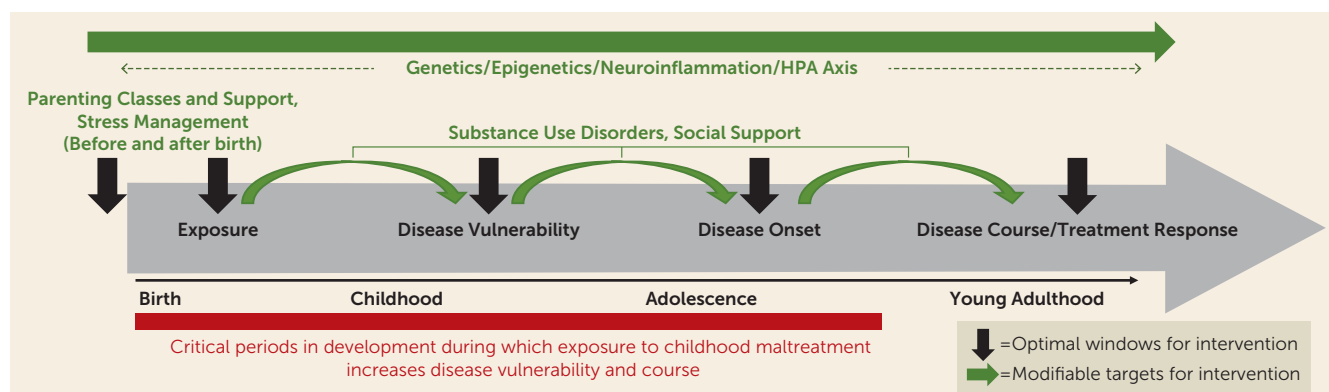 Genetics/Epigenetics/Neuroinflammation/HPA Axis
Parenting Classes and Support,
Stress Management
(Before and after birth)
Substance Use Disorders, Social Support
Exposure
Disease Vulnerability
Disease Onset
Disease Course/Treatment Response
Birth
Childhood
Adolescence
Young Adulthood
Critical periods in development during which exposure to childhood maltreatment
increases disease vulnerability and course
=Optimal windows for intervention
=Modifiable targets for intervention